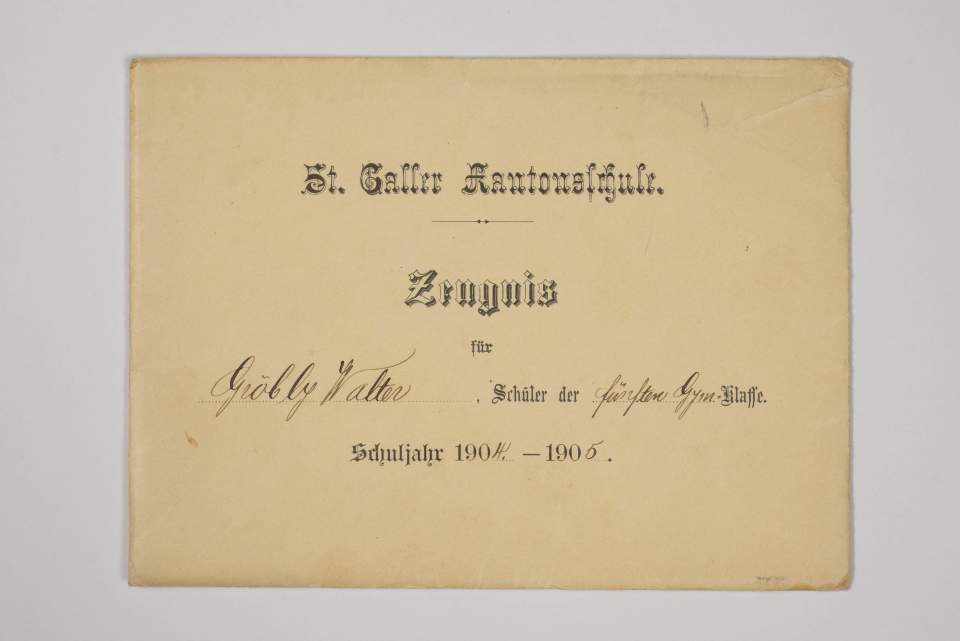 St. Galler Kantonsschule.
Zeugnis
für
Gröbly Walter, Schüler der fünften Gym-Klasse.
Schuljahr 1904. – 1905.